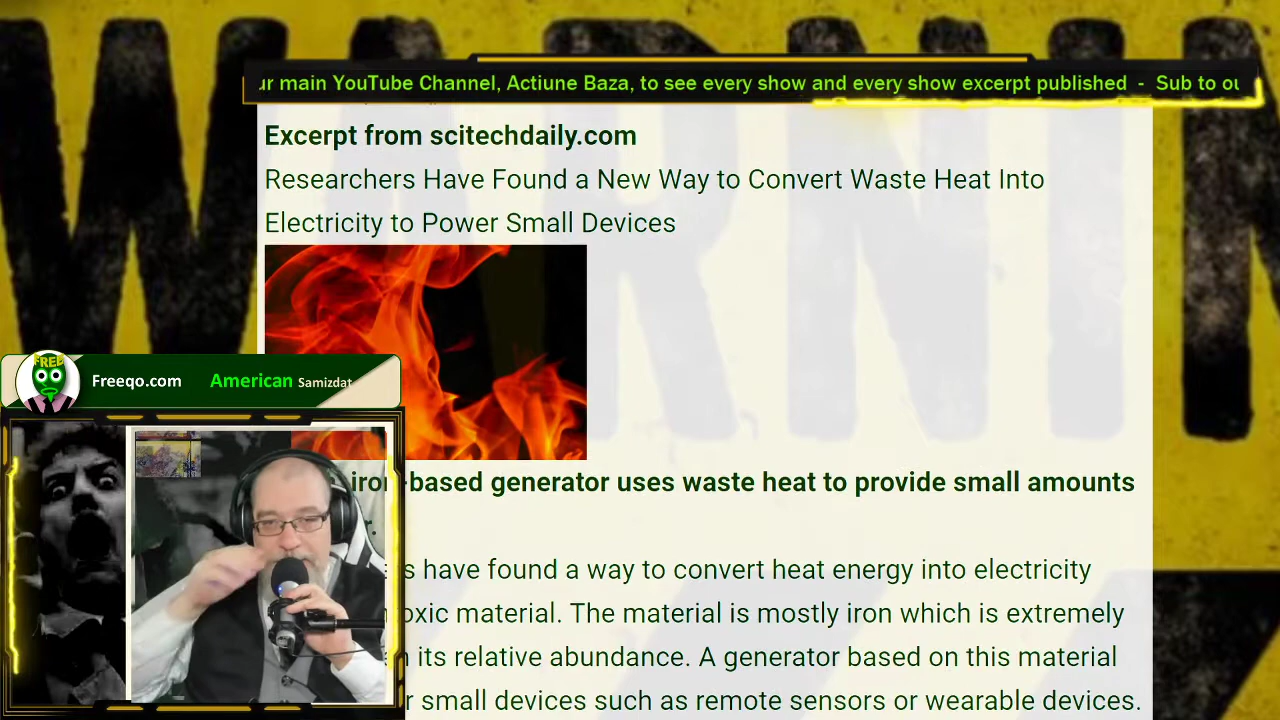 WARNIN
ur main YouTube Channel, Actiune Baza, to see every show and every show excerpt published - Sub to ou
Excerpt from scitechdaily.com
Researchers Have Found a New Way to Convert Waste Heat Into
Electricity to Power Small Devices
FREE
Freeqo.com American Samizdat
iron-based generator uses waste heat to provide small amounts
r.
s have found a way to convert heat energy into electricity
oxic material. The material is mostly iron which is extremely
n its relative abundance. A generator based on this material
r small devices such as remote sensors or wearable devices.